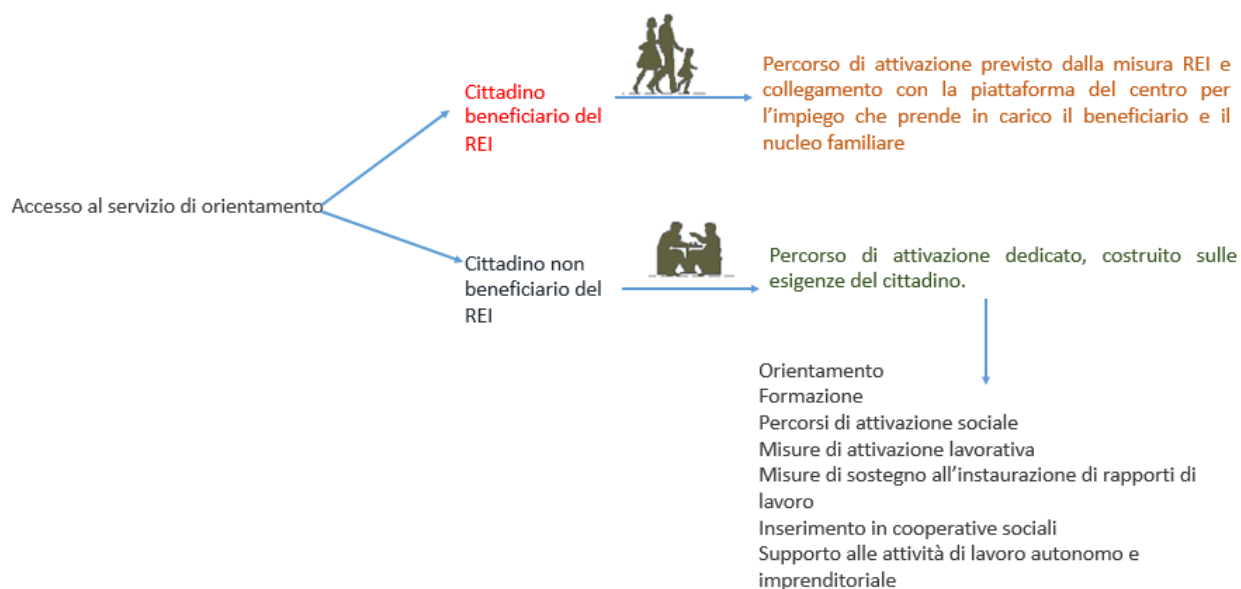 Percorso di attivazione previsto dalla misura REI e
collegamento con la piattaforma del centro per
l'impiego che prende in carico il beneficiario e il
nucleo familiare
Cittadino
beneficiario del
REI
Accesso al servizio di orientamento
Cittadino non
beneficiario del
REI
Percorso di attivazione dedicato, costruito sulle
esigenze del cittadino.
Orientamento
Formazione
Percorsi di attivazione sociale
Misure di attivazione lavorativa
Misure di sostegno all'instaurazione di rapporti di
lavoro
Inserimento in cooperative sociali
Supporto alle attività di lavoro autonomo e
imprenditoriale